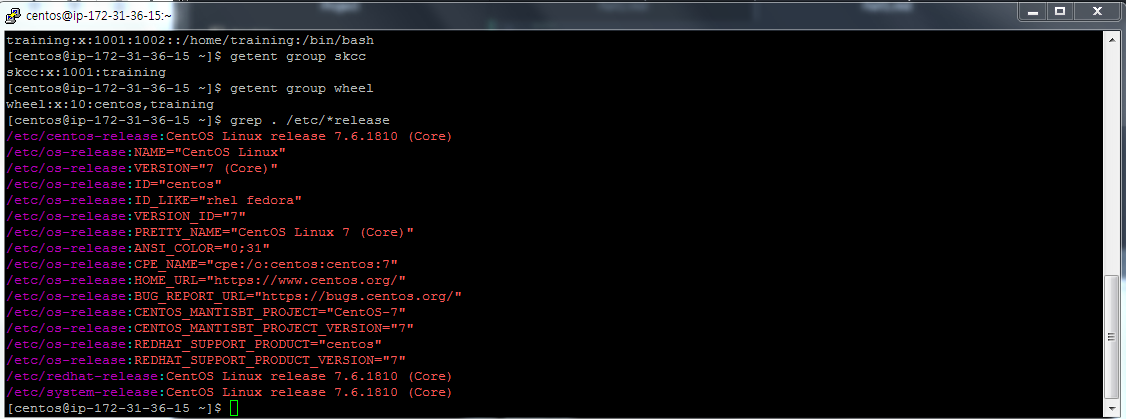 centos@ip-172-31-36-15:~
training:x:1001:1002::/home/training:/bin/bash
[centos@ip-172-31-36-15 ~]$ getent group skcc
skcc:x:1001:training
[centos@ip-172-31-36-15 ~]$ getent group wheel
wheel:x:10:centos,training
[centos@ip-172-31-36-15 ~]$ grep . /etc/*release
/etc/centos-release:CentOS Linux release 7.6.1810 (Core)
/etc/os-release:NAME="CentOS Linux"
/etc/os-release:VERSION="7 (Core)"
/etc/os-release:ID="centos"
/etc/os-release:ID_LIKE="rhel fedora"
/etc/os-release:VERSION_ID="7"
/etc/os-release:PRETTY_NAME="CentOS Linux 7 (Core)"
/etc/os-release:ANSI_COLOR="0;31"
/etc/os-release:CPE_NAME="cpe:/o:centos:centos:7"
/etc/os-release:HOME_URL="https://www.centos.org/"
/etc/os-release:BUG_REPORT_URL="https://bugs.centos.org/"
/etc/os-release:CENTOS_MANTISBT_PROJECT="CentOS-7"
/etc/os-release:CENTOS_MANTISBT_PROJECT_VERSION="7"
/etc/os-release:REDHAT_SUPPORT_PRODUCT="centos"
/etc/os-release:REDHAT_SUPPORT_PRODUCT_VERSION="7"
/etc/redhat-release:CentOS Linux release 7.6.1810 (Core)
/etc/system-release:CentOS Linux release 7.6.1810 (Core)
[centos@ip-172-31-36-15 ~]$